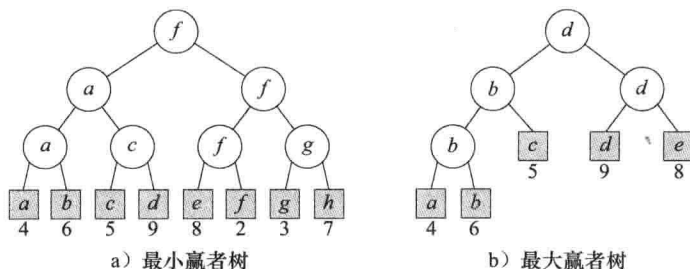 f d
a f b d
a c f g b c d e
5 9 8
a b c d e f g h a b
4 6 5 9 8 2 3 7 4 6
a）最小赢者树 b）最大赢者树